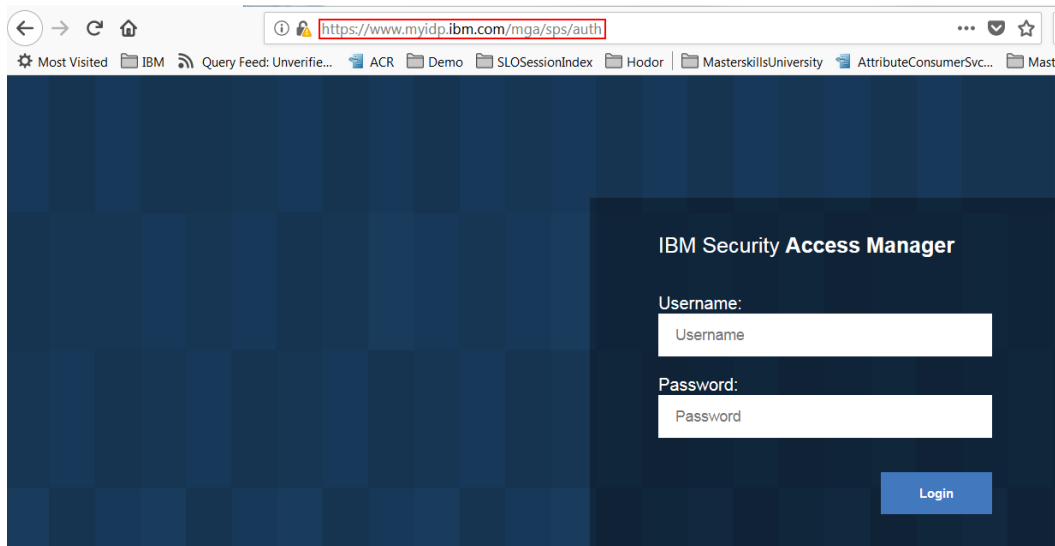 https://www.myidp.ibm.com/mga/sps/auth
Most Visited IBM Query Feed: Unverifie... ACR Demo SLOSessionIndex Hodor MasterskillsUniversity AttributeConsumerSvc... Mast
IBM Security Access Manager
Username:
Username
Password:
Password
Login